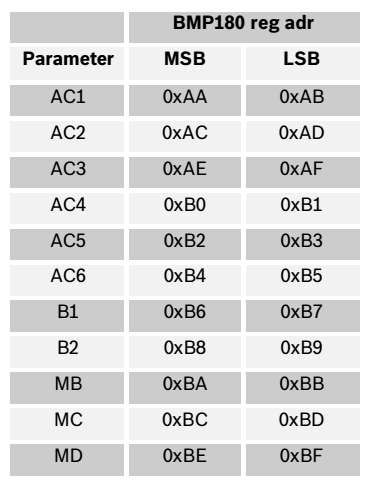 BMP180 reg adr
Parameter MSB LSB
AC1 0xAA 0xAB
AC2 0xAC 0xAD
AC3 0xAE 0xAF
AC4 0xB0 0xB1
AC5 0xB2 0xB3
AC6 0xB4 0xB5
B1 0xB6 0xB7
B2 0xB8 0xB9
MB 0xBA 0xBB
MC 0xBC 0xBD
MD 0xBE 0xBF